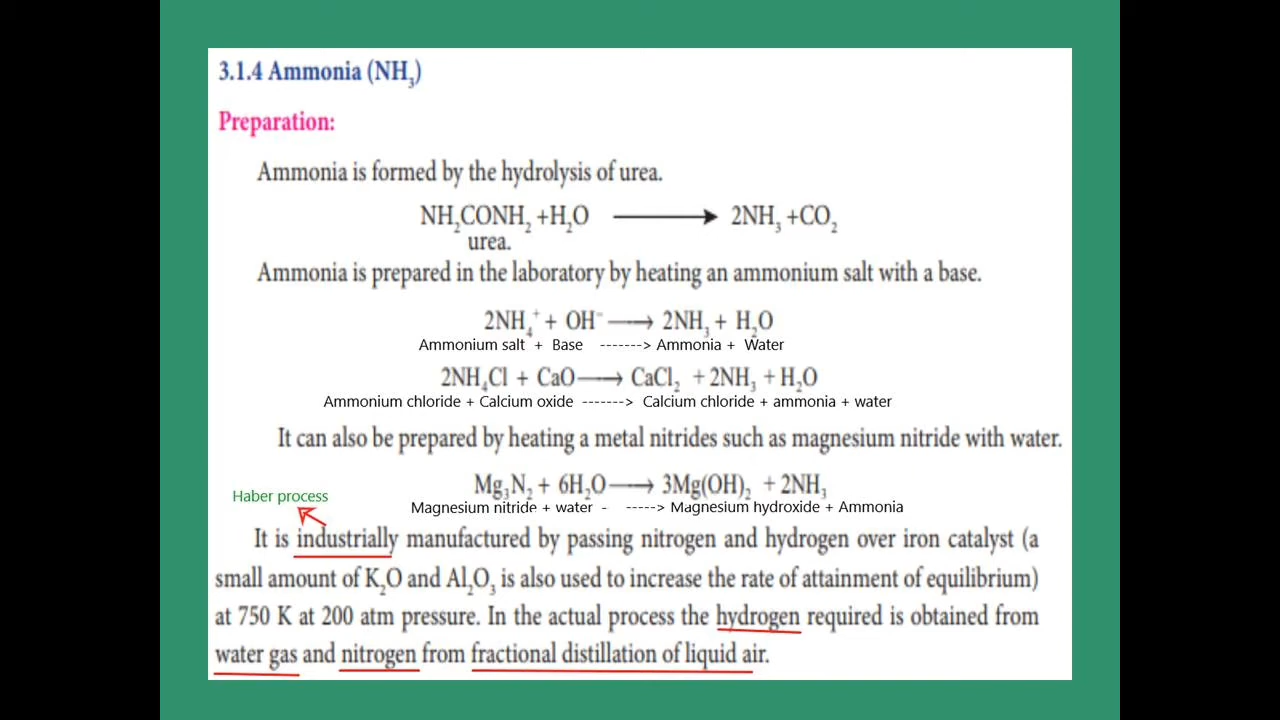 3.1.4 Ammonia (NH₃)
Preparation:
Ammonia is formed by the hydrolysis of urea.
NH₂CONH₂ +H₂O ⟶ 2NH₃ +CO₂
urea.
Ammonia is prepared in the laboratory by heating an ammonium salt with a base.
2NH₄⁺ + OH⁻ ⟶ 2NH₃ + H₂O
Ammonium salt + Base -------> Ammonia + Water
2NH₄Cl + CaO ⟶ CaCl₂ + 2NH₃ + H₂O
Ammonium chloride + Calcium oxide -------> Calcium chloride + ammonia + water
It can also be prepared by heating a metal nitrides such as magnesium nitride with water.
Mg₃N₂ + 6H₂O ⟶ 3Mg(OH)₂ + 2NH₃
Haber process
Magnesium nitride + water - -----> Magnesium hydroxide + Ammonia
It is industrially manufactured by passing nitrogen and hydrogen over iron catalyst (a
small amount of K₂O and Al₂O₃ is also used to increase the rate of attainment of equilibrium)
at 750 K at 200 atm pressure. In the actual process the hydrogen required is obtained from
water gas and nitrogen from fractional distillation of liquid air.